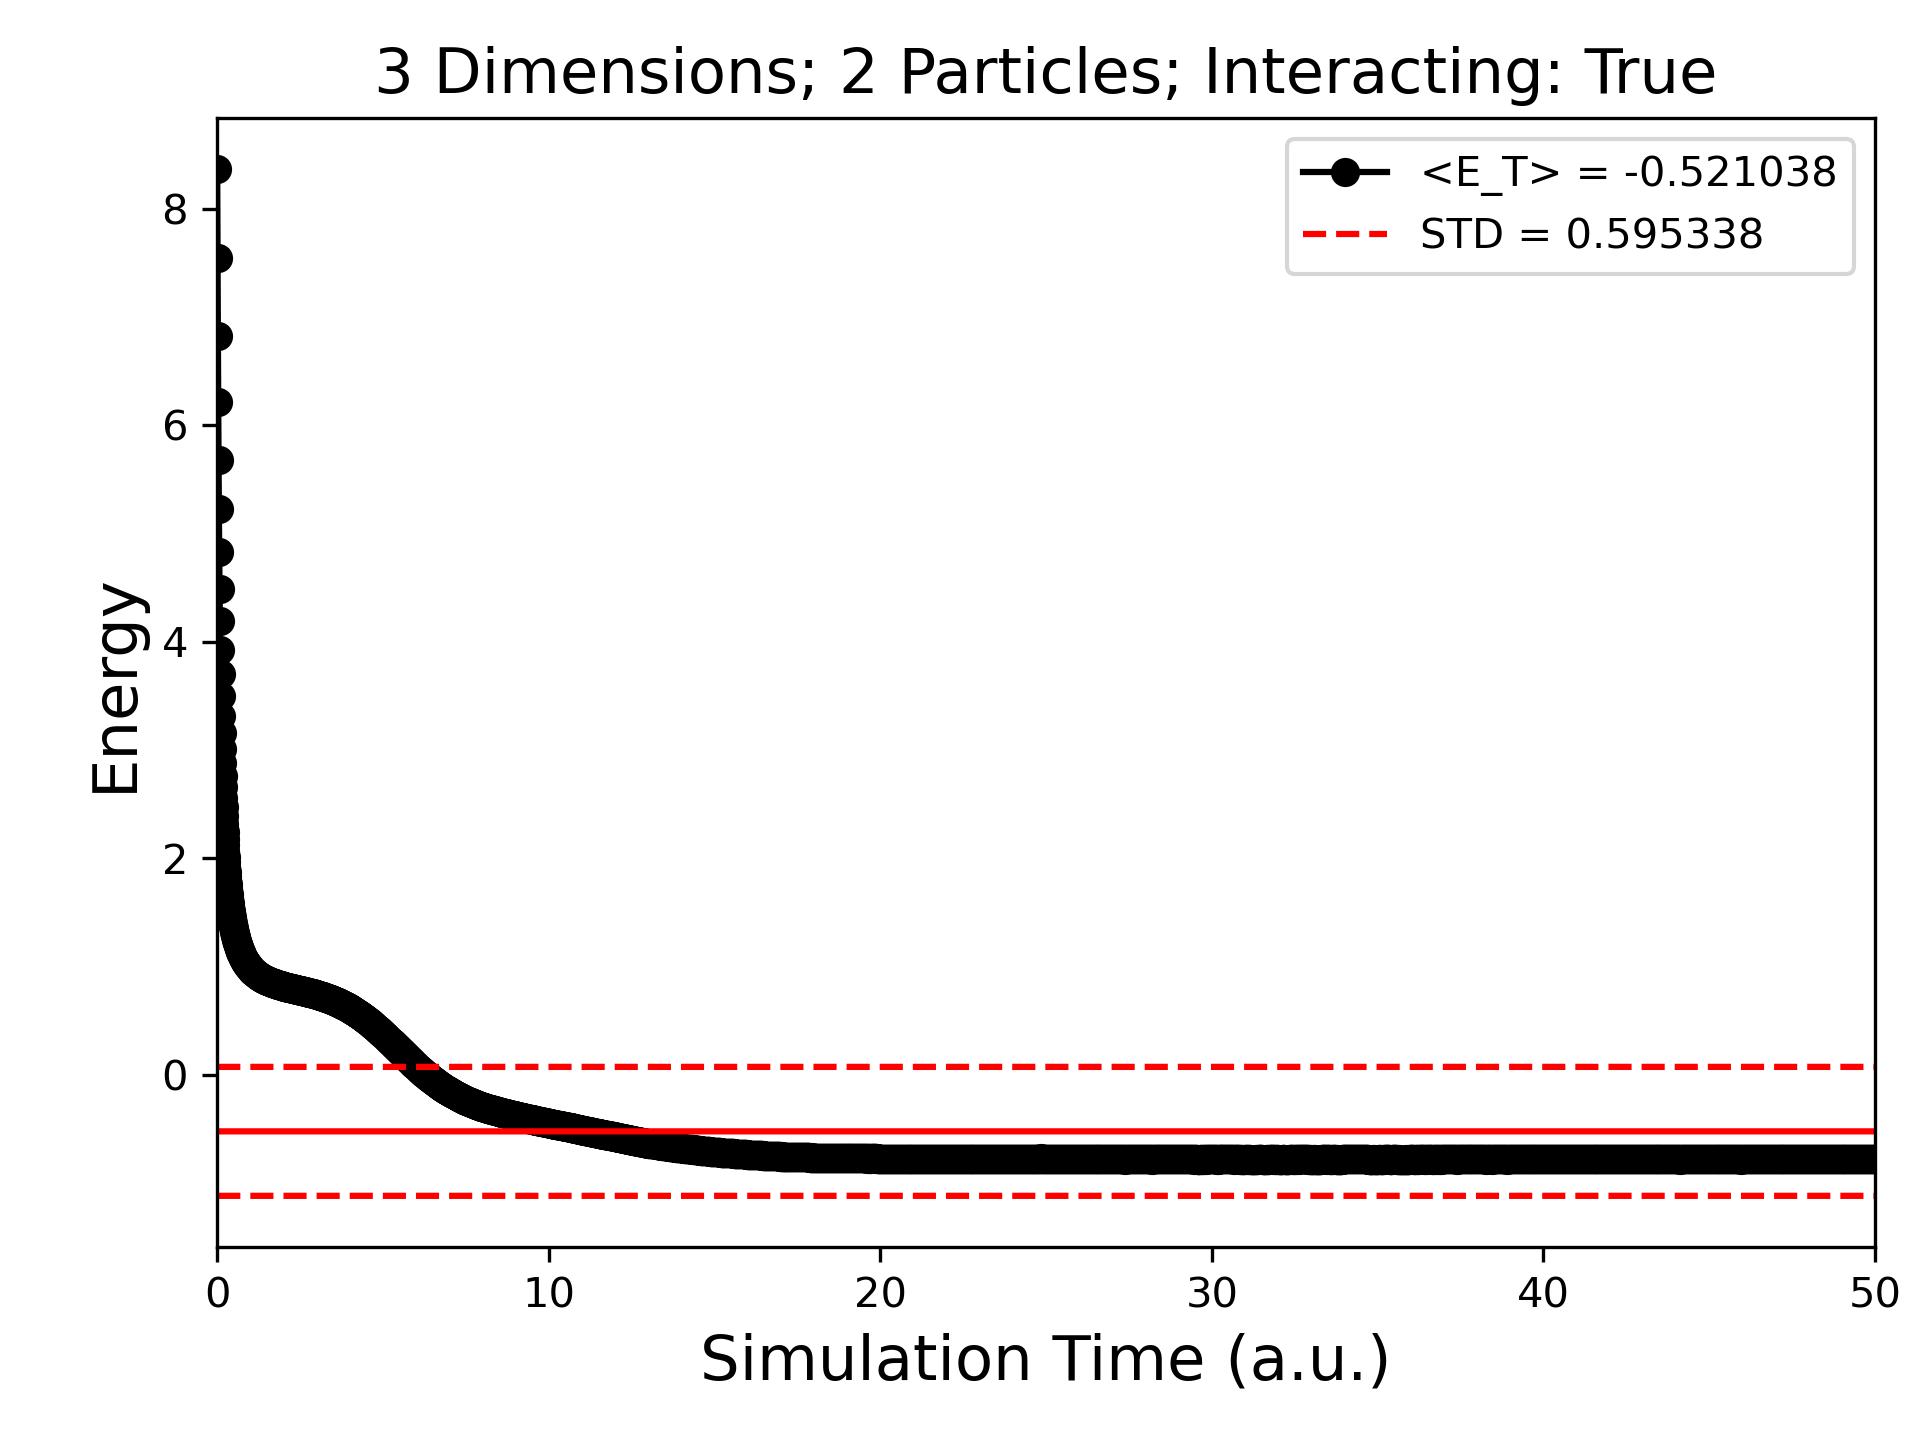 3 Dimensions; 2 Particles; Interacting: True
<E_T> = -0.521038
STD = 0.595338
Energy
8
6
4
2
0
0 10 20 30 40 50
Simulation Time (a.u.)